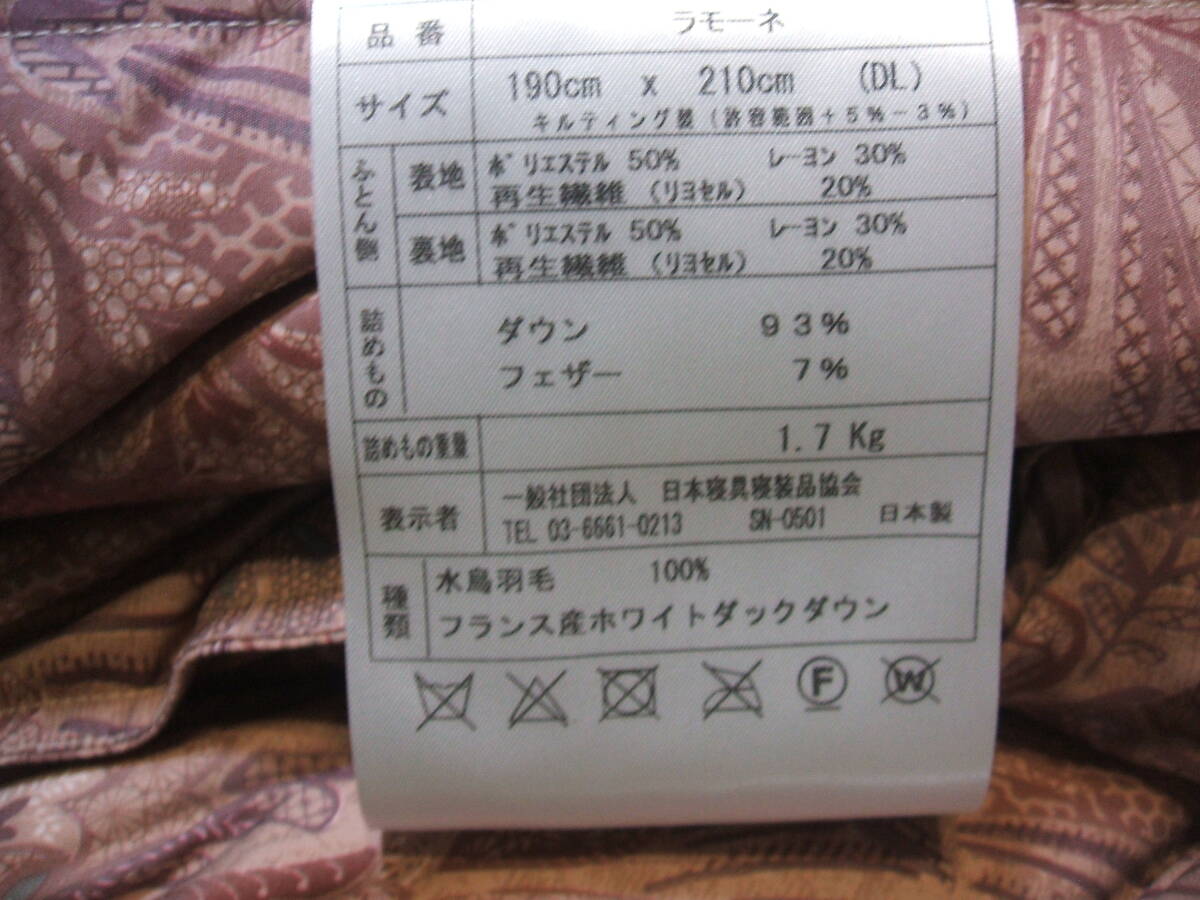 品番 ラモーネ
サイズ 190cm x 210cm (DL)
キルティング製（許容範囲＋５％－３％）
ふとん側 表地 ポリエステル 50% レーヨン 30%
再生繊維（リヨセル） 20%
裏地 ポリエステル 50% レーヨン 30%
再生繊維（リヨセル） 20%
詰めもの ダウン ９３％
フェザー ７％
詰めもの重量 1.7 Kg
表示者 一般社団法人 日本寝具寝装品協会
TEL 03-6661-0213 SN-0501 日本製
種類 水鳥羽毛 100%
フランス産ホワイトダックダウン
F W